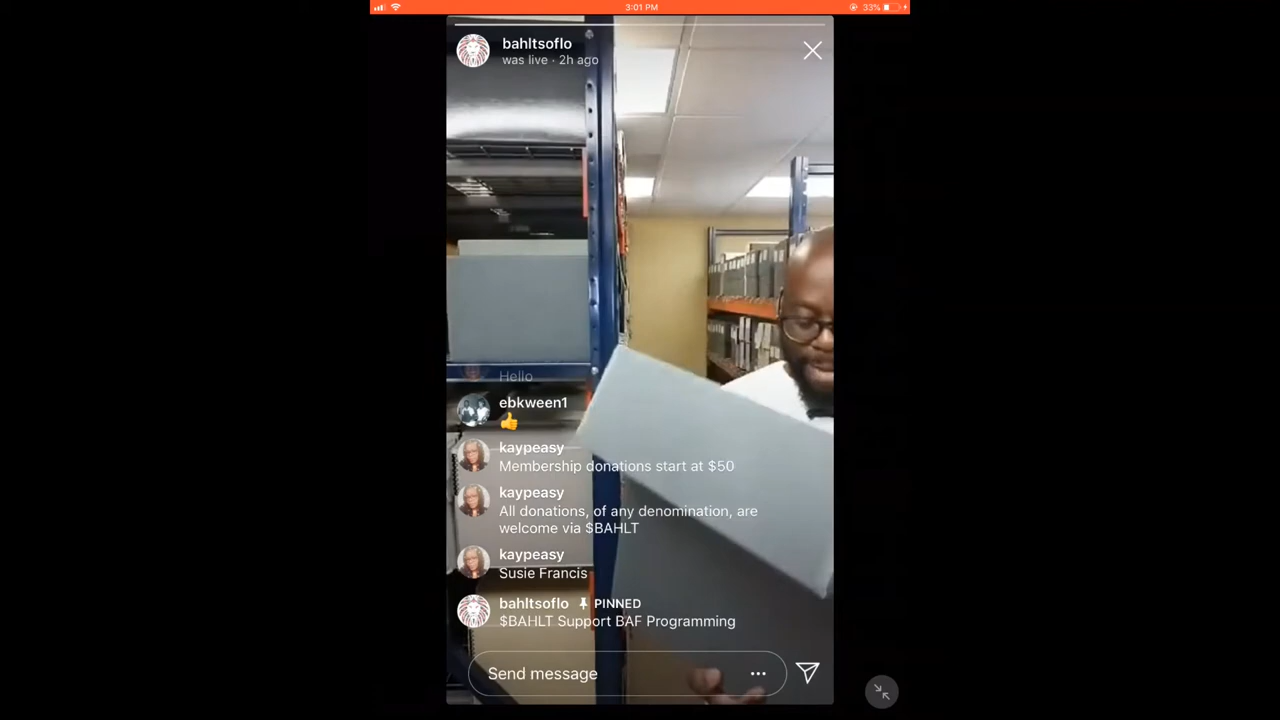 3:01 PM
33%
bahltsoflo
was live · 2h ago
Hello
ebkween1
👍
kaypeasy
Membership donations start at $50
kaypeasy
All donations, of any denomination, are
welcome via $BAHLT
kaypeasy
Susie Francis
bahltsoflo PINNED
$BAHLT Support BAF Programming
Send message